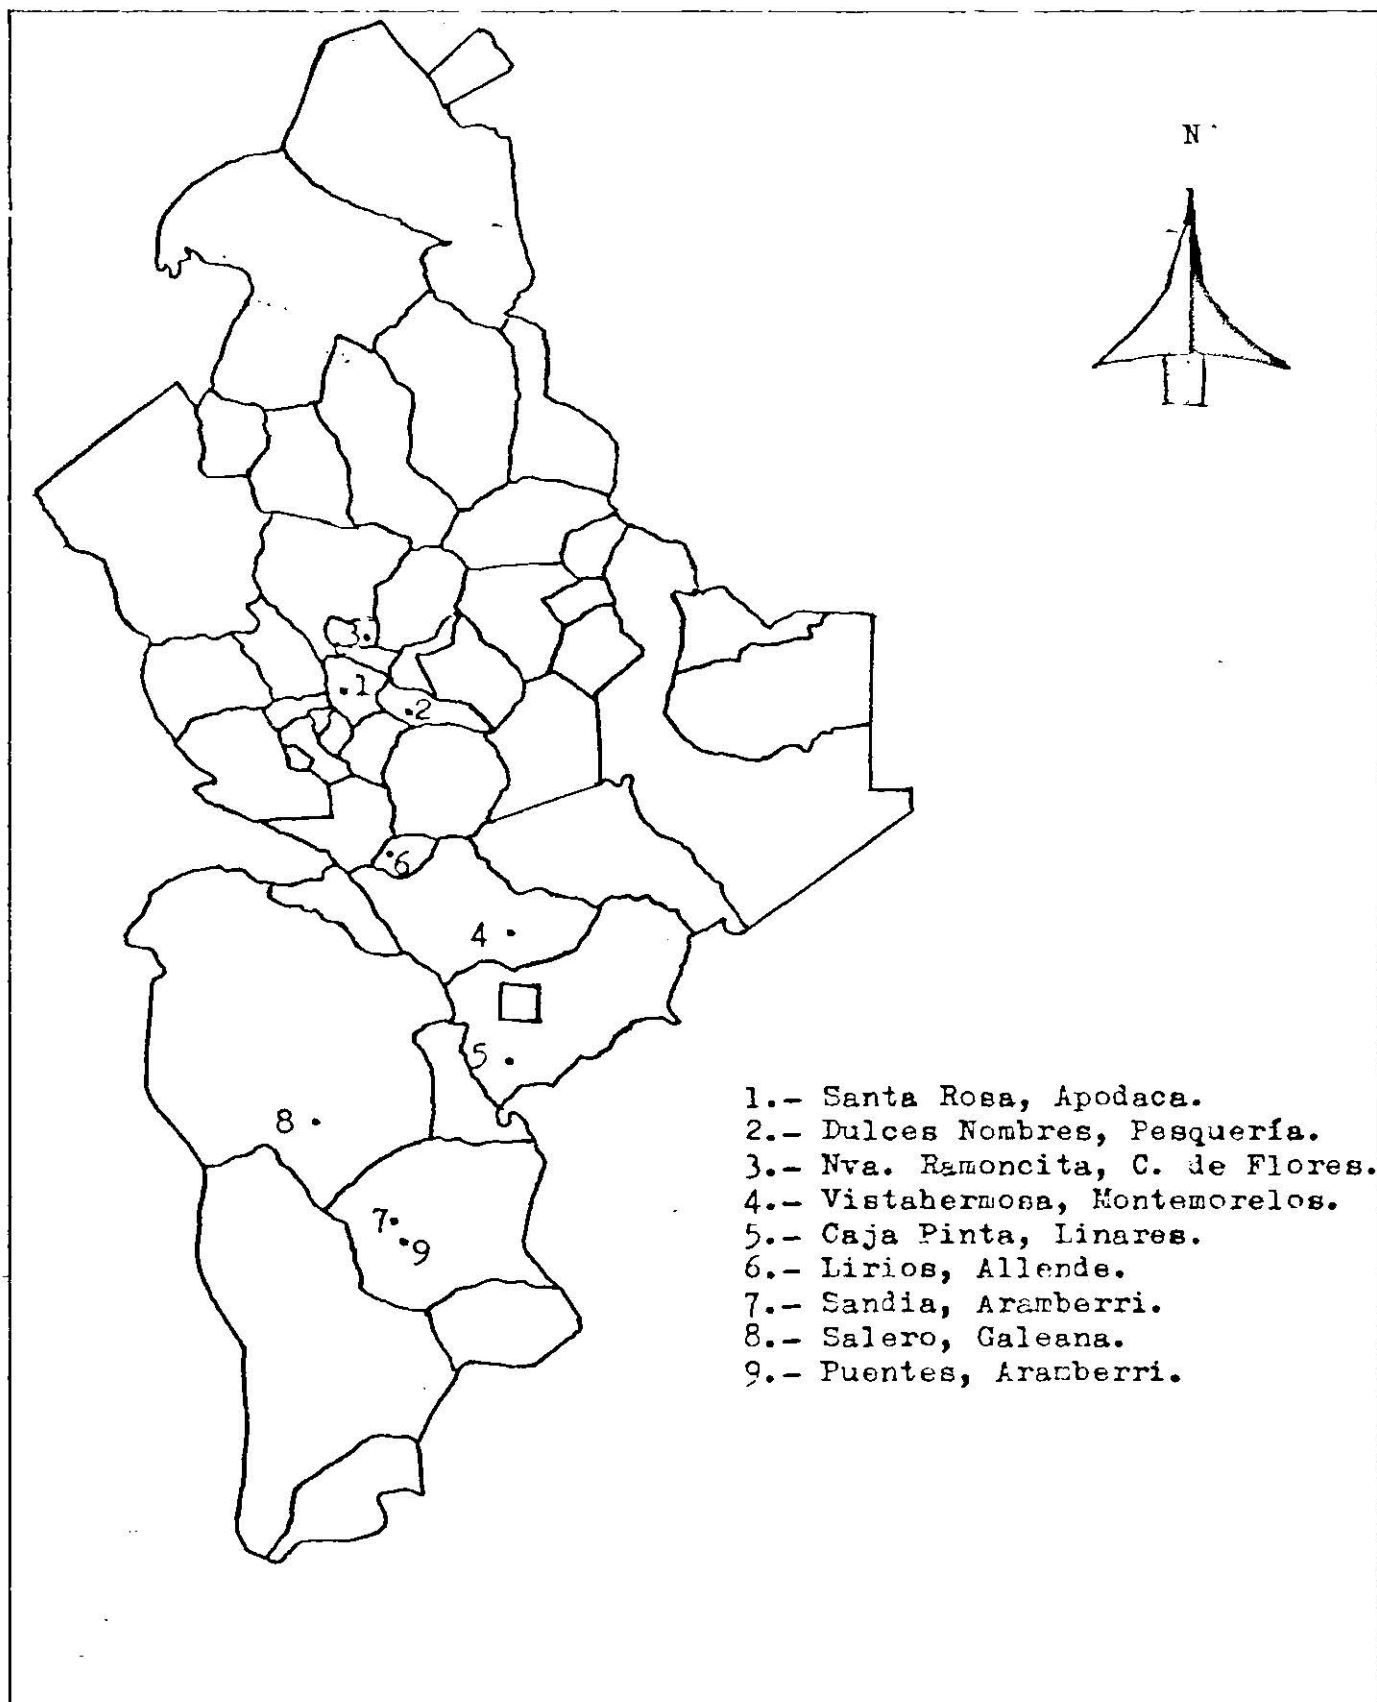 N
3
1
2
6
4
5
8
7
9
1.- Santa Rosa, Apodaca.
2.- Dulces Nombres, Pesquería.
3.- Nva. Ramoncita, C. de Flores.
4.- Vistahermosa, Montemorelos.
5.- Caja Pinta, Linares.
6.- Lirios, Allende.
7.- Sandia, Aramberri.
8.- Salero, Galeana.
9.- Puentes, Aramberri.